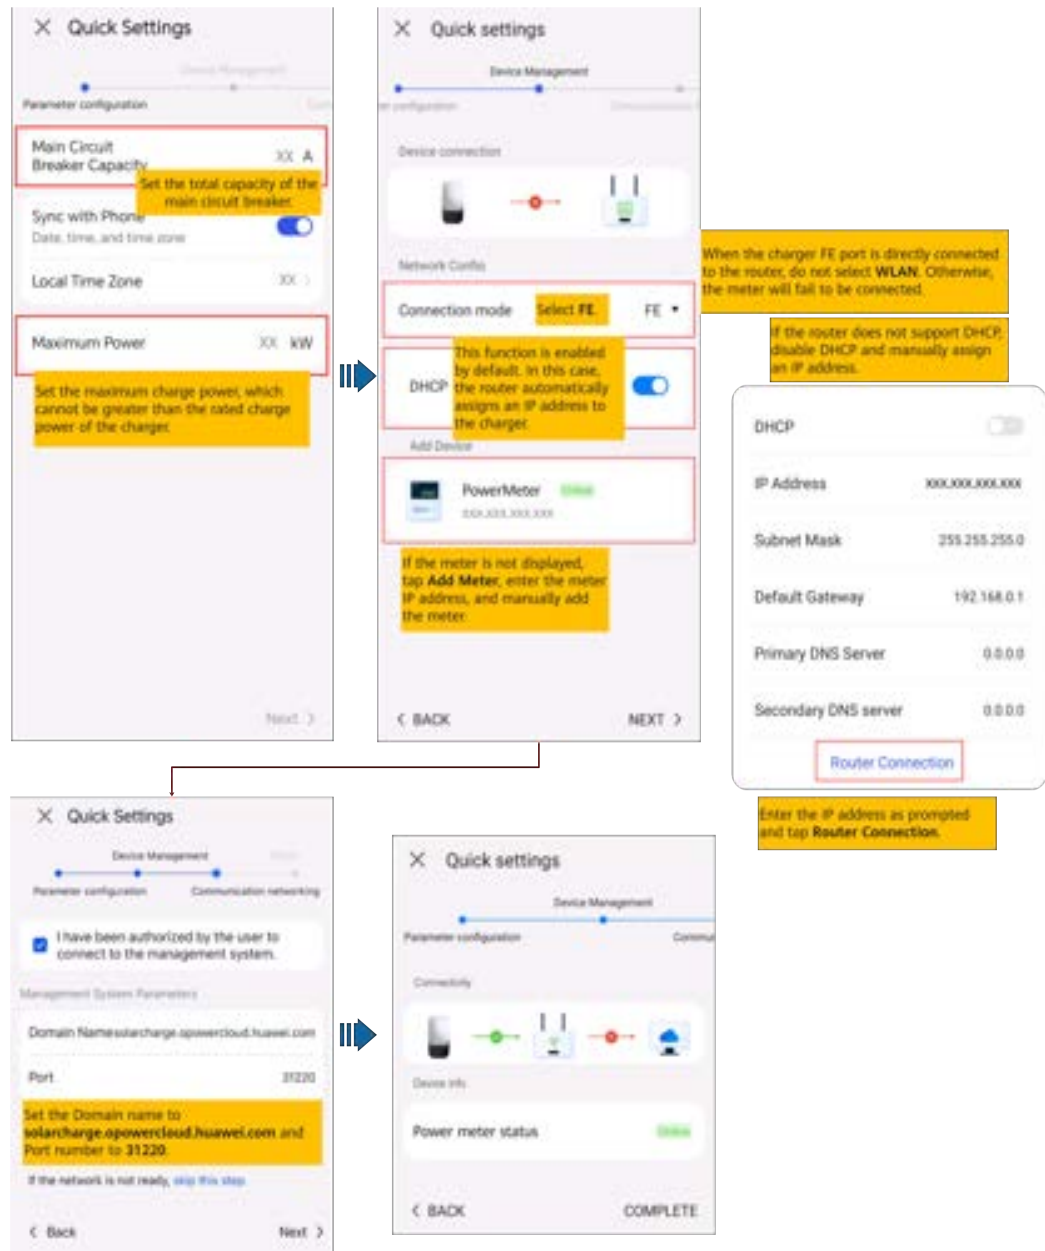 Quick Settings
Device Management
Parameter configuration
Main Circuit
Breaker Capacity
XX A
Set the total capacity of the
main circuit breaker.
Sync with Phone
Date, time, and time zone
Local Time Zone
XX >
Maximum Power
XX kW
Set the maximum charge power, which
cannot be greater than the rated charge
power of the charger.
Next >
Quick settings
Device Management
configuration
Device connection
Network Config
Connection mode
Select FE.
FE
This function is enabled
by default. In this case,
the router automatically
assigns an IP address to
the charger.
DHCP
Add Device
PowerMeter
Online
XXX.XXX.XXX.XXX
If the meter is not displayed,
tap Add Meter, enter the meter
IP address, and manually add
the meter.
< BACK
NEXT >
When the charger FE port is directly connected
to the router, do not select WLAN. Otherwise,
the meter will fail to be connected.
If the router does not support DHCP,
disable DHCP and manually assign
an IP address.
DHCP
IP Address
XXX.XXX.XXX.XXX
Subnet Mask
255.255.255.0
Default Gateway
192.168.0.1
Primary DNS Server
0.0.0.0
Secondary DNS server
0.0.0.0
Router Connection
Enter the IP address as prompted
and tap Router Connection.
Quick Settings
Device Management
Parameter configuration
Communication networking
I have been authorized by the user to
connect to the management system.
Management System Parameters
Domain Name
solarcharge.opowercloud.huawei.com
Port
31220
Set the Domain name to
solarcharge.opowercloud.huawei.com and
Port number to 31220.
If the network is not ready, skip this step
< Back
Next >
Quick settings
Device Management
Parameter configuration
Commu
Connectivity
Device info
Power meter status
Online
< BACK
COMPLETE